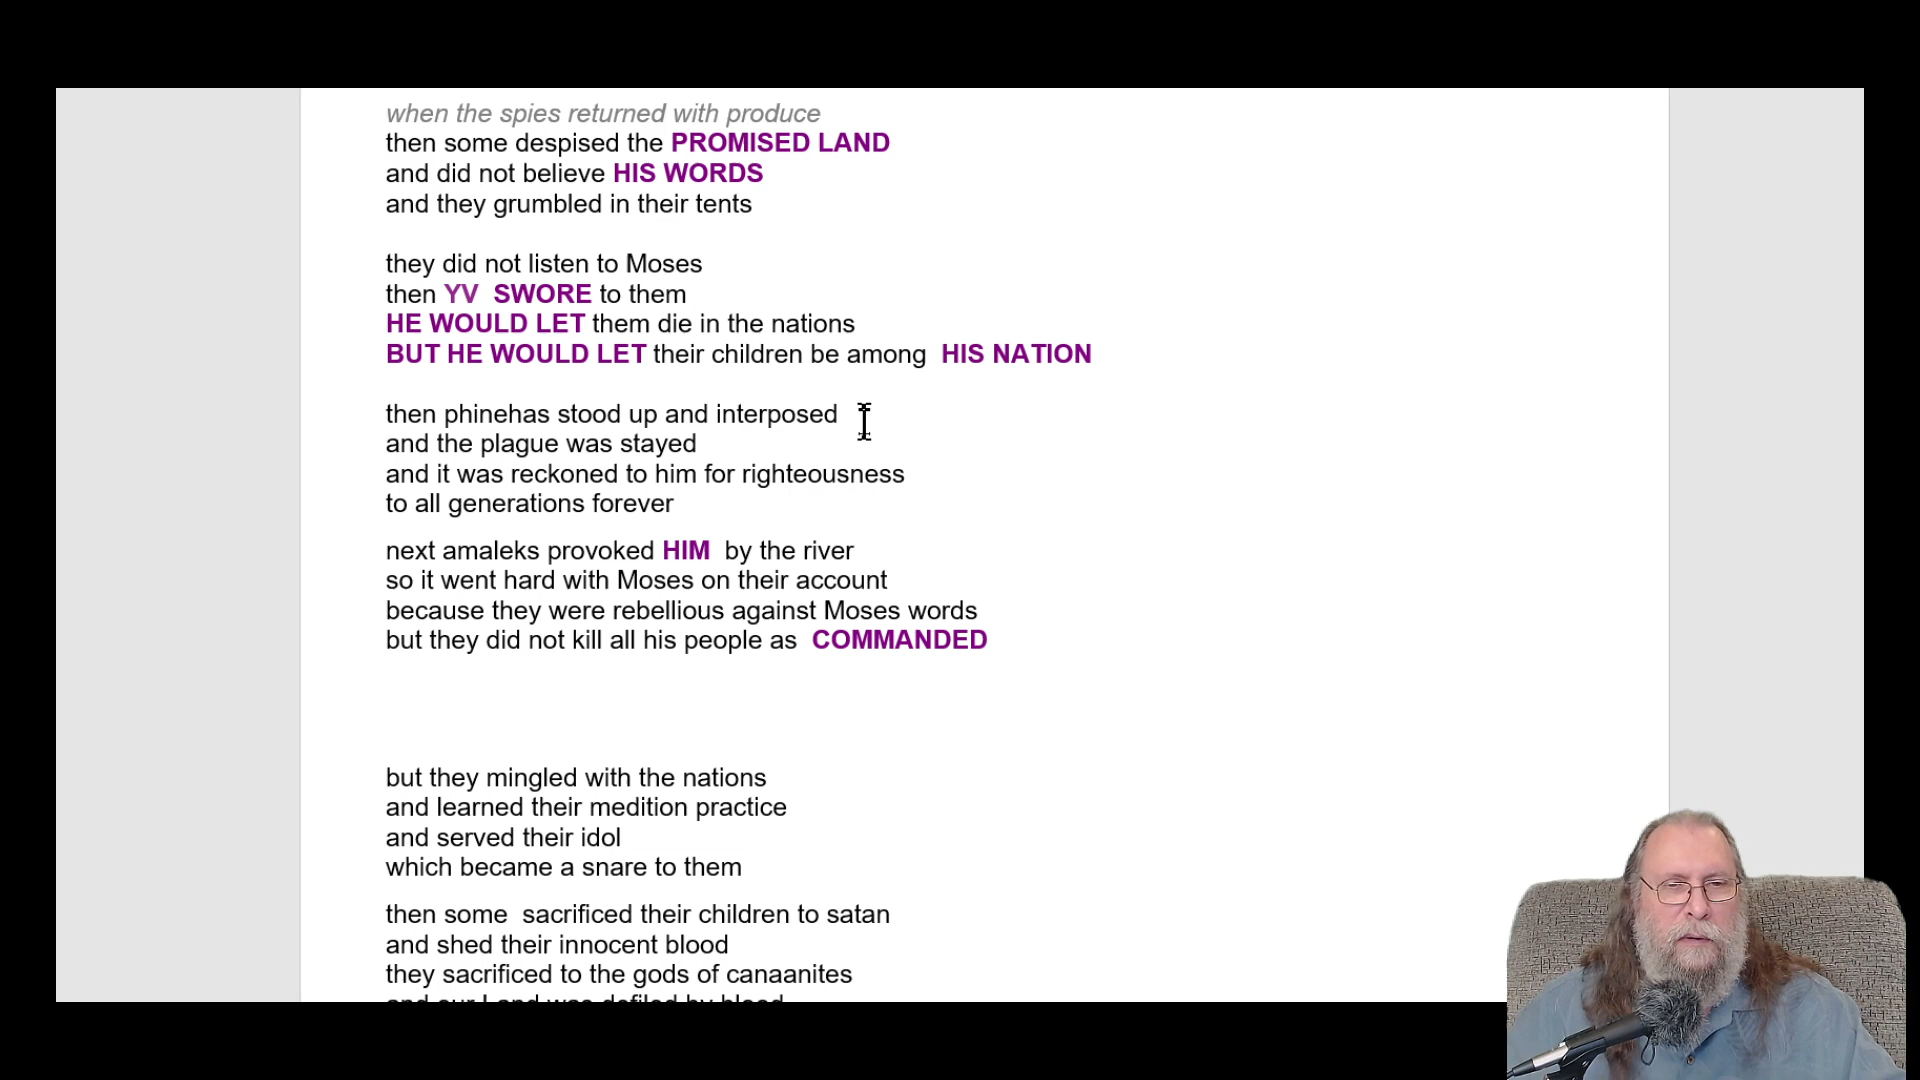 when the spies returned with produce
then some despised the PROMISED LAND
and did not believe HIS WORDS
and they grumbled in their tents
they did not listen to Moses
then YV SWORE to them
HE WOULD LET them die in the nations
BUT HE WOULD LET their children be among HIS NATION
then phinehas stood up and interposed
and the plague was stayed
and it was reckoned to him for righteousness
to all generations forever
next amaleks provoked HIM by the river
so it went hard with Moses on their account
because they were rebellious against Moses words
but they did not kill all his people as COMMANDED
but they mingled with the nations
and learned their medition practice
and served their idol
which became a snare to them
then some sacrificed their children to satan
and shed their innocent blood
they sacrificed to the gods of canaanites
and our Land was defiled by blood